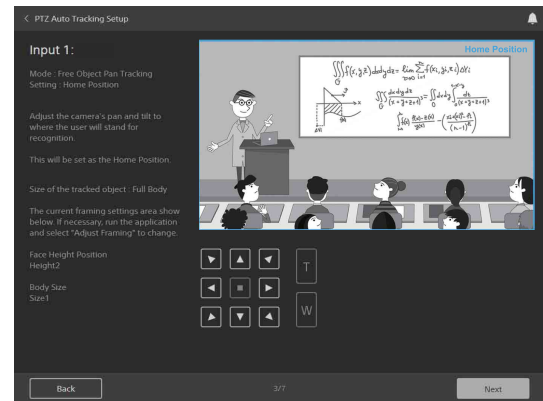 PTZ Auto Tracking Setup
Input 1:
Mode : Free Object Pan Tracking
Setting : Home Position
Adjust the camera's pan and tilt to
where the user will stand for
recognition.
This will be set as the Home Position.
Size of the tracked object : Full Body
The current framing settings area show
below. If necessary, run the application
and select "Adjust Framing" to change.
Face Height Position
Height2
Body Size
Size1
Home Position
T
W
Back
3/7
Next